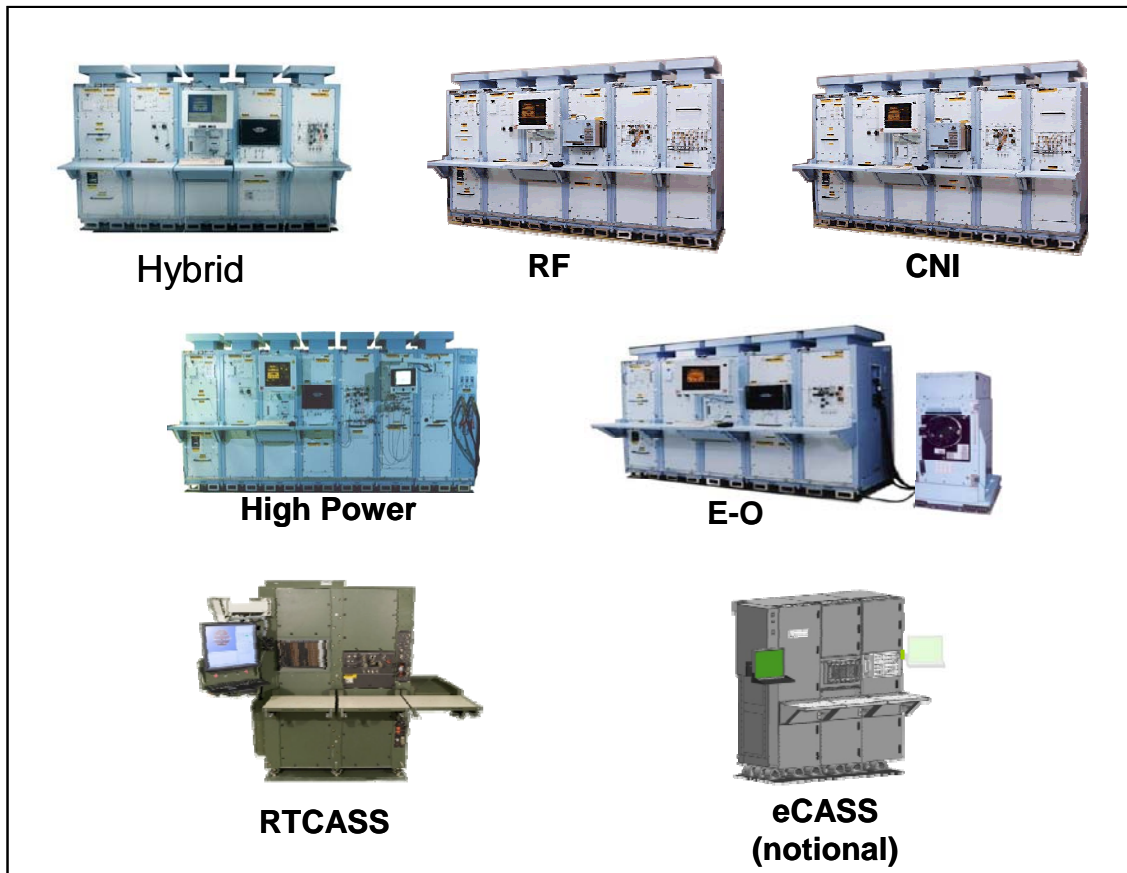 Hybrid
RF
CNI
High Power
E-O
RTCASS
eCASS
(notional)